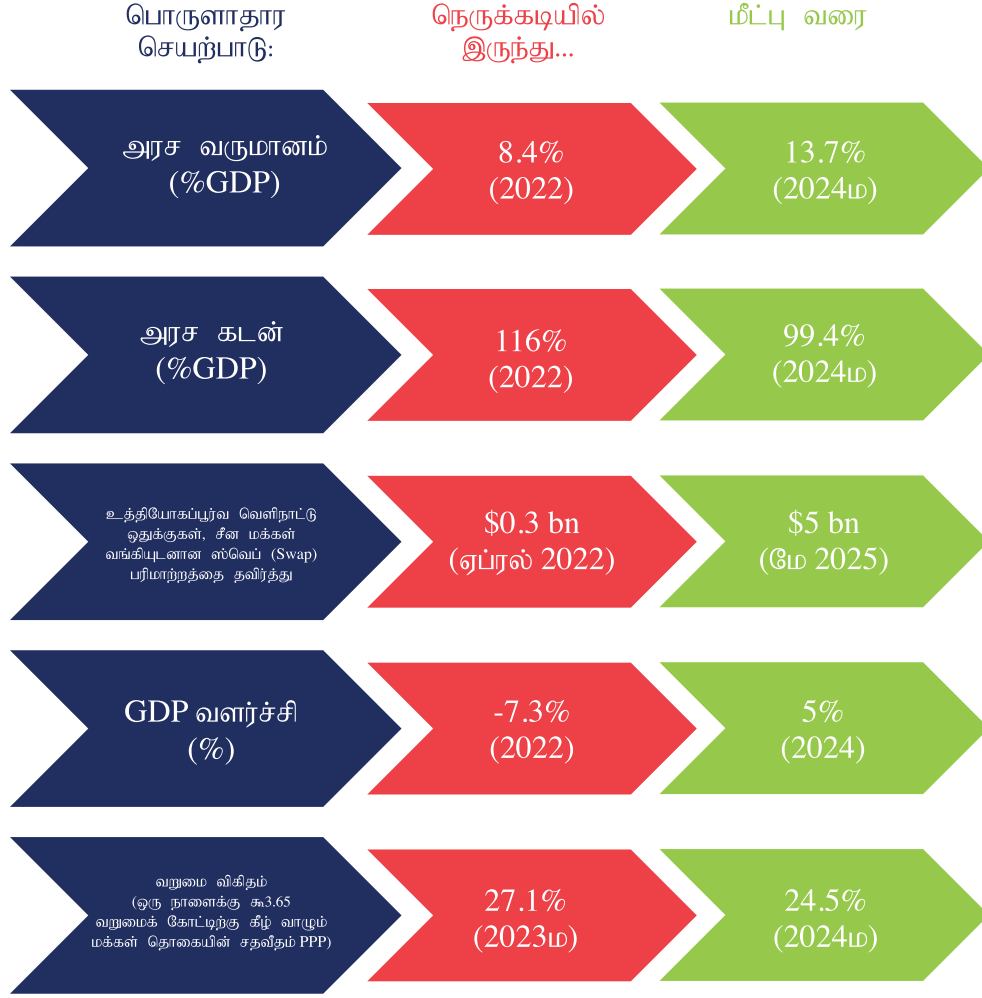 பொருளாதார
செயற்பாடு:
நெருக்கடியில்
இருந்து...
மீட்பு வரை
அரச வருமானம்
(%GDP)
8.4%
(2022)
13.7%
(2024ம)
அரச கடன்
(%GDP)
116%
(2022)
99.4%
(2024ம)
உத்தியோகப்பூர்வ வெளிநாட்டு
ஒதுக்குகள், சீன மக்கள்
வங்கியுடனான ஸ்வெப் (Swap)
பரிமாற்றத்தை தவிர்த்து
$0.3 bn
(ஏப்ரல் 2022)
$5 bn
(மே 2025)
GDP வளர்ச்சி
(%)
-7.3%
(2022)
5%
(2024)
வறுமை விகிதம்
(ஒரு நாளைக்கு கூ3.65
வறுமைக் கோட்டிற்கு கீழ் வாழும்
மக்கள் தொகையின் சதவீதம் PPP)
27.1%
(2023ம)
24.5%
(2024ம)